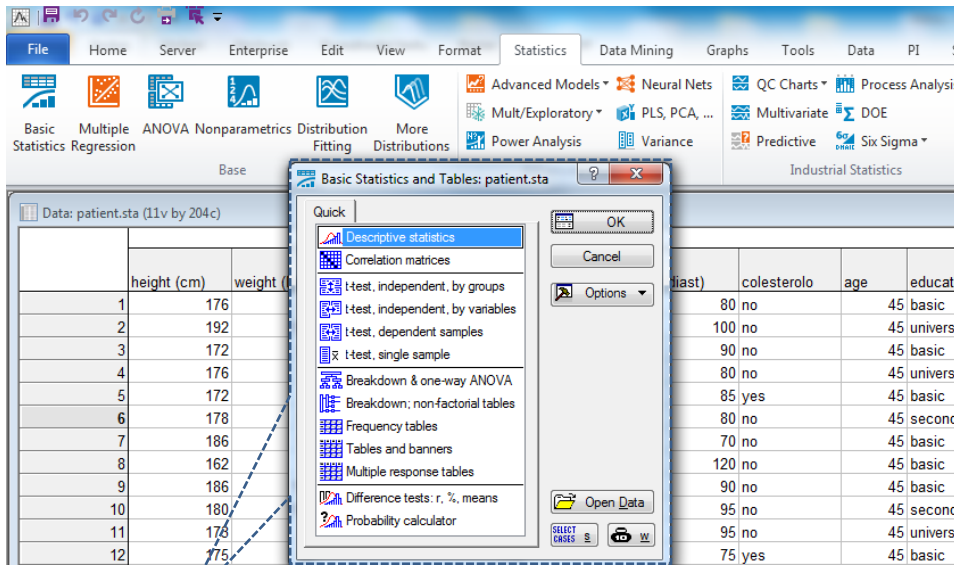 File Home Server Enterprise Edit View Format Statistics Data Mining Graphs Tools Data PI
Advanced Models Neural Nets QC Charts Process Analysis
Mult/Exploratory PLS, PCA, ... Multivariate DOE
Power Analysis Variance Predictive Six Sigma
Basic Multiple ANOVA Nonparametrics Distribution More
Statistics Regression Fitting Distributions
Base Industrial Statistics
Basic Statistics and Tables: patient.sta
Data: patient.sta (11v by 204c)
Quick
Descriptive statistics
Correlation matrices
t-test, independent, by groups
t-test, independent, by variables
t-test, dependent samples
t-test, single sample
Breakdown & one-way ANOVA
Breakdown; non-factorial tables
Frequency tables
Tables and banners
Multiple response tables
Difference tests: r, %, means
Probability calculator
OK
Cancel
Options
Open Data
SELECT CASES S W
height (cm) weight ( diast) colesterolo age educat
1 176 80 no 45 basic
2 192 100 no 45 univers
3 172 90 no 45 basic
4 176 80 no 45 univers
5 172 85 yes 45 basic
6 178 80 no 45 second
7 186 70 no 45 basic
8 162 120 no 45 basic
9 186 90 no 45 basic
10 180 95 no 45 second
11 178 95 no 45 univers
12 175 75 yes 45 basic